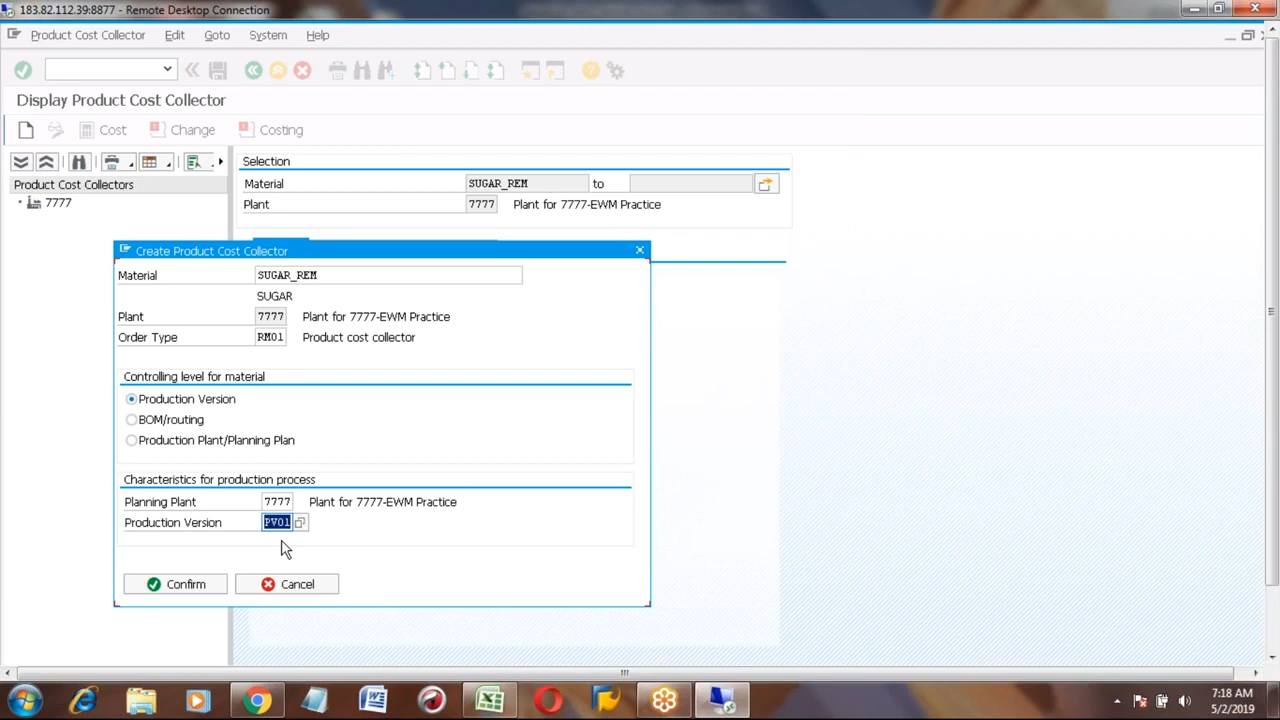 183.82.112.39:8877 - Remote Desktop Connection
Product Cost Collector Edit Goto System Help
Display Product Cost Collector
Cost Change Costing
Selection
Product Cost Collectors
Material SUGAR_REM to
7777
Plant 7777 Plant for 7777-EWM Practice
Create Product Cost Collector
Material SUGAR_REM
SUGAR
Plant 7777 Plant for 7777-EWM Practice
Order Type RM01 Product cost collector
Controlling level for material
Production Version
BOM/routing
Production Plant/Planning Plan
Characteristics for production process
Planning Plant 7777 Plant for 7777-EWM Practice
Production Version PV01
Confirm Cancel
7:18 AM
5/2/2019